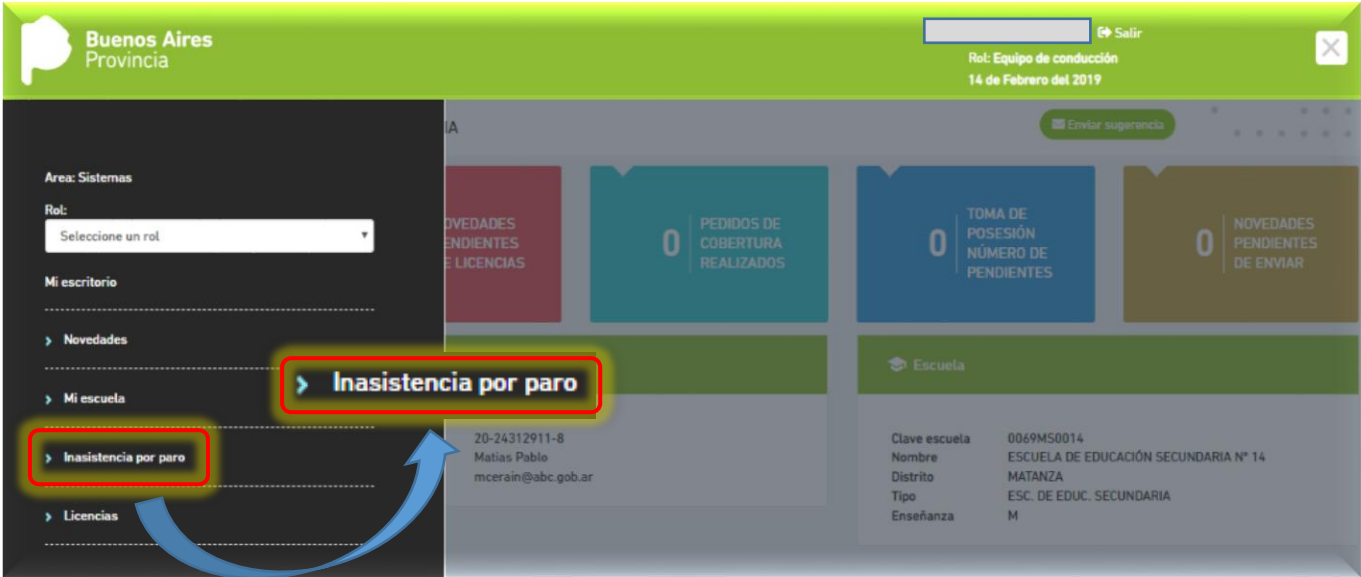 Buenos Aires
Provincia
Salir
Rol: Equipo de conducción
14 de Febrero del 2019
Area: Sistemas
Rol:
Seleccione un rol
Mi escritorio
Novedades
Mi escuela
Inasistencia por paro
Licencias
Inasistencia por paro
IA
Enviar sugerencia
OVEDADES
ENDIENTES
E LICENCIAS
0
PEDIDOS DE
COBERTURA
REALIZADOS
0
TOMA DE
POSESIÓN
NÚMERO DE
PENDIENTES
0
NOVEDADES
PENDIENTES
DE ENVIAR
20-24312911-8
Matias Pablo
mcerain@abc.gob.ar
Escuela
Clave escuela 0069MS0014
Nombre ESCUELA DE EDUCACIÓN SECUNDARIA N° 14
Distrito MATANZA
Tipo ESC. DE EDUC. SECUNDARIA
Enseñanza M